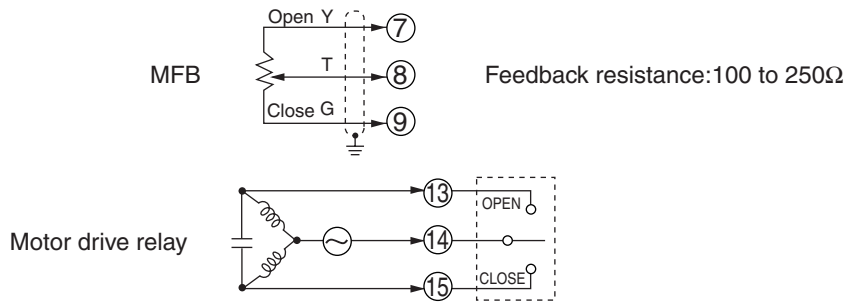 Open Y
7
MFB
T
8
Feedback resistance:100 to 250Ω
Close G
9
13
OPEN
Motor drive relay
14
CLOSE
15